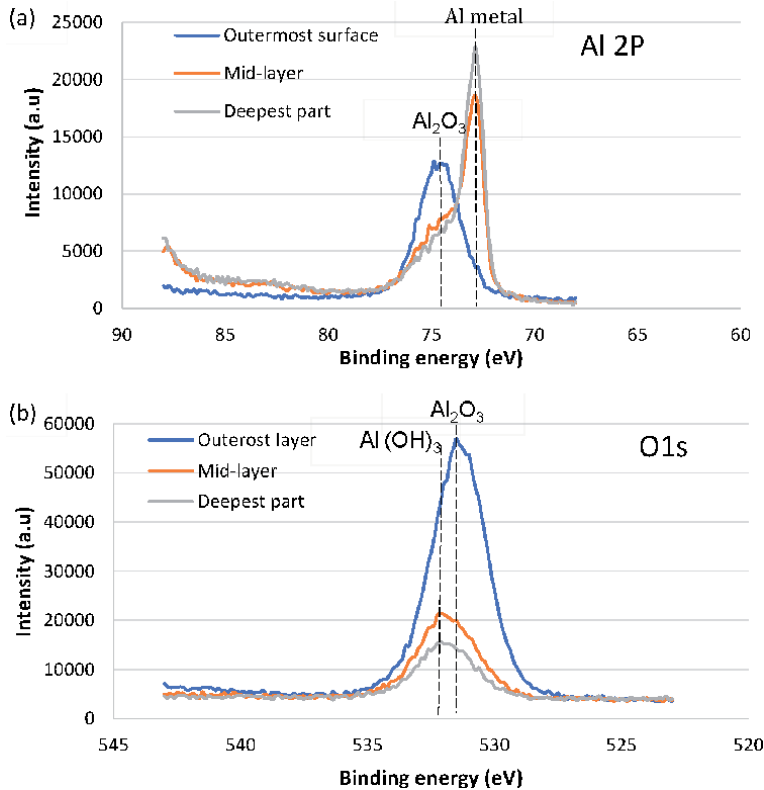 (a)
Al metal
Al 2P
Outermost surface
Mid-layer
Deepest part
Al₂O₃
Intensity (a.u)
25000
20000
15000
10000
5000
0
90 85 80 75 70 65 60
Binding energy (eV)
(b)
Al₂O₃
Al (OH)₃
O1s
Outerost layer
Mid-layer
Deepest part
Intensity (a.u)
60000
50000
40000
30000
20000
10000
0
545 540 535 530 525 520
Binding energy (eV)